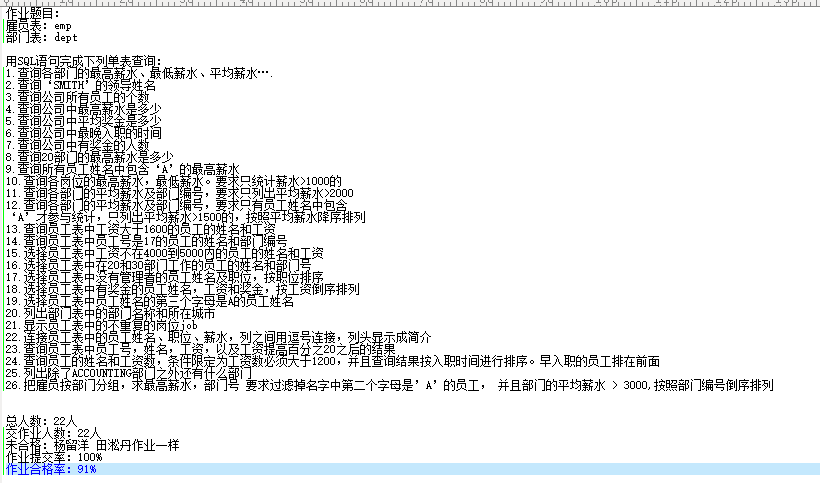 作业题目:
雇员表: emp
部门表: dept
用SQL语句完成下列单表查询:
1.查询各部门的最高薪水、最低薪水、平均薪水….
2.查询‘SMITH’的领导姓名
3.查询公司所有员工的个数
4.查询公司中最高薪水是多少
5.查询公司中平均奖金是多少
6.查询公司中最晚入职的时间
7.查询公司中有奖金的人数
8.查询20部门的最高薪水是多少
9.查询所有员工姓名中包含‘A’的最高薪水
10.查询各岗位的最高薪水，最低薪水。要求只统计薪水>1000的
11.查询各部门的平均薪水及部门编号，要求只列出平均薪水>2000
12.查询各部门的平均薪水及部门编号，要求只有员工姓名中包含
‘A’才参与统计，只列出平均薪水>1500的，按照平均薪水降序排列
13.查询员工表中工资大于1600的员工的姓名和工资
14.查询员工表中员工号是17的员工的姓名和部门编号
15.选择员工表中工资不在4000到5000内的员工的姓名和工资
16.选择员工表中在20和30部门工作的员工的姓名和部门号
17.选择员工表中没有管理者的员工姓名及职位，按职位排序
18.选择员工表中有奖金的员工姓名，工资和奖金，按工资倒序排列
19.选择员工表中员工姓名的第三个字母是A的员工姓名
20.列出部门表中的部门名称和所在城市
21.显示员工表中的不重复的岗位job
22.连接员工表中的员工姓名、职位、薪水，列之间用逗号连接，列头显示成简介
23.查询员工表中员工号，姓名，工资，以及工资提高百分之20之后的结果
24.查询员工的姓名和工资数，条件限定为工资数必须大于1200，并且查询结果按入职时间进行排序。早入职的员工排在前面
25.列出除了ACCOUNTING部门之外还有什么部门
26.把雇员按部门分组，求最高薪水，部门号 要求过滤掉名字中第二个字母是’A’的员工， 并且部门的平均薪水 > 3000,按照部门编号倒序排列
总人数: 22人
交作业人数: 22人
未合格: 杨留洋 田淞丹作业一样
作业提交率: 100%
作业合格率: 91%